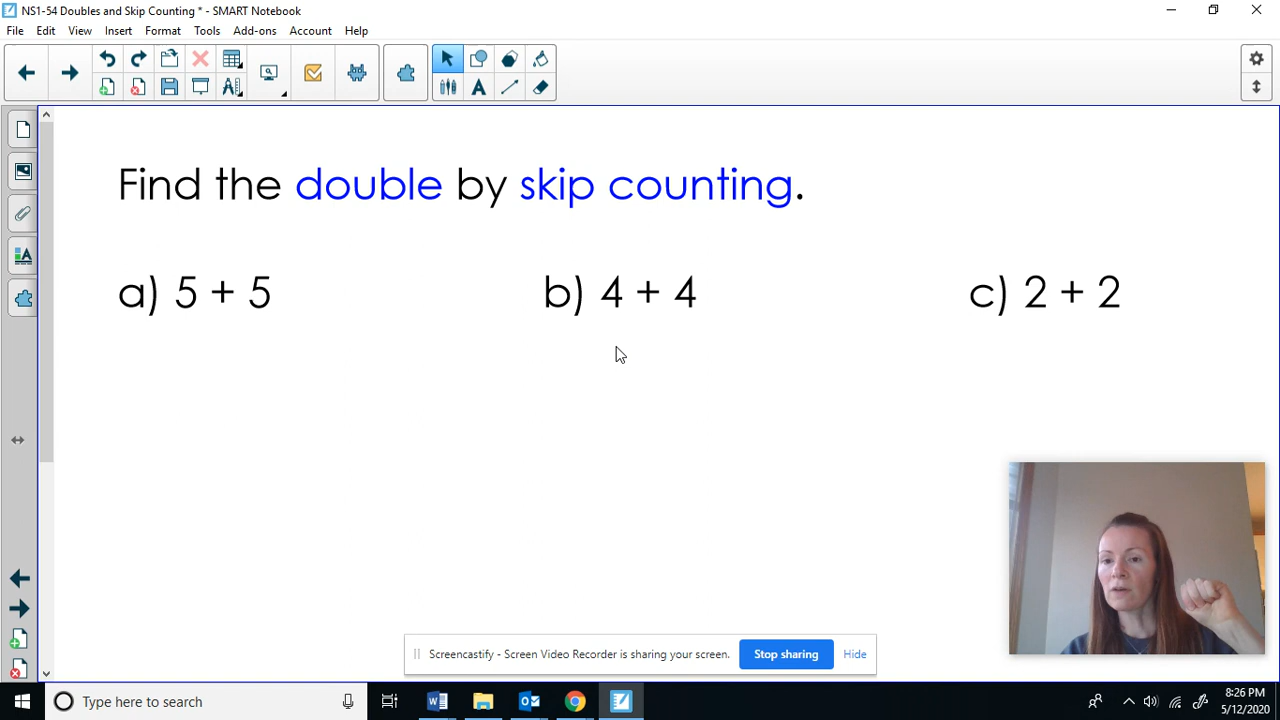 NS1-54 Doubles and Skip Counting * - SMART Notebook
File Edit View Insert Format Tools Add-ons Account Help
Find the double by skip counting.
a) 5 + 5 b) 4 + 4 c) 2 + 2
Screencastify - Screen Video Recorder is sharing your screen. Stop sharing Hide
Type here to search
8:26 PM
5/12/2020